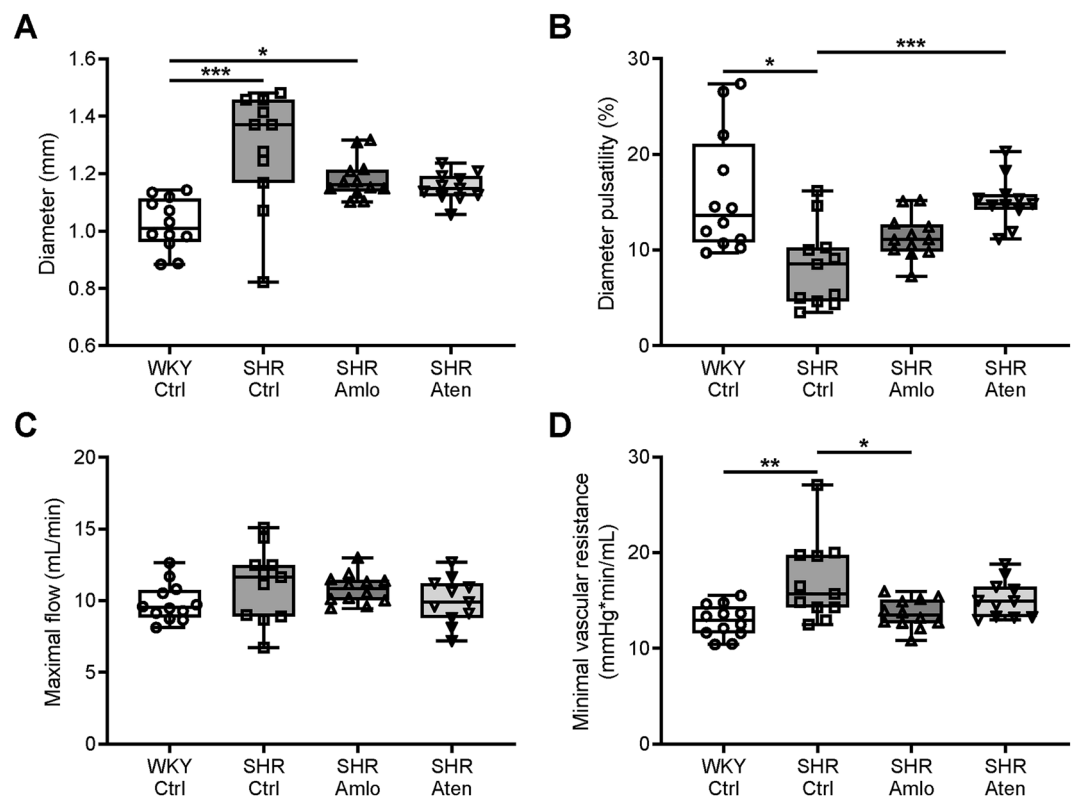 A
Diameter (mm)
1.6
1.4
1.2
1.0
0.8
0.6
***
*
WKY
Ctrl
SHR
Ctrl
SHR
Amlo
SHR
Aten
B
Diameter pulsatility (%)
30
20
10
0
*
***
WKY
Ctrl
SHR
Ctrl
SHR
Amlo
SHR
Aten
C
Maximal flow (mL/min)
20
15
10
5
0
WKY
Ctrl
SHR
Ctrl
SHR
Amlo
SHR
Aten
D
Minimal vascular resistance
(mmHg*min/mL)
30
20
10
0
**
*
WKY
Ctrl
SHR
Ctrl
SHR
Amlo
SHR
Aten